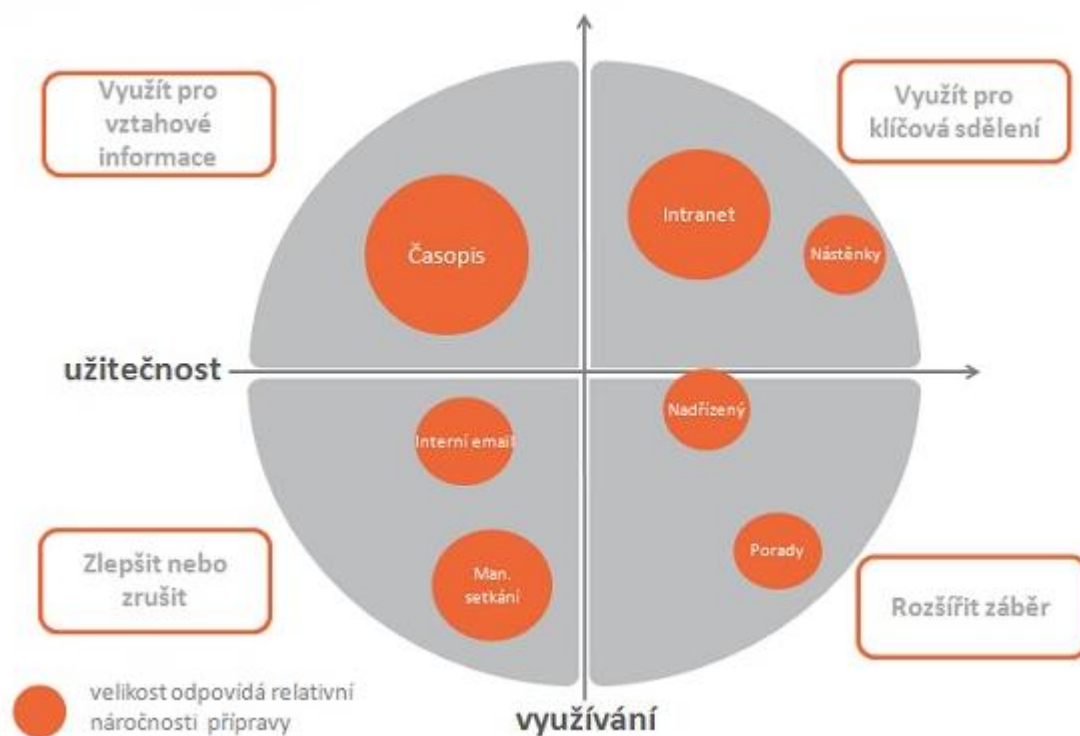 Využít pro
vztahové
informace
Využít pro
klíčová sdělení
Časopis
Intranet
Nástěnky
užitečnost
Nadřízený
Interní email
Man.
setkání
Porady
Zlepšit nebo
zrušit
Rozšířit záběr
velikost odpovídá relativní
náročnosti přípravy
využívání